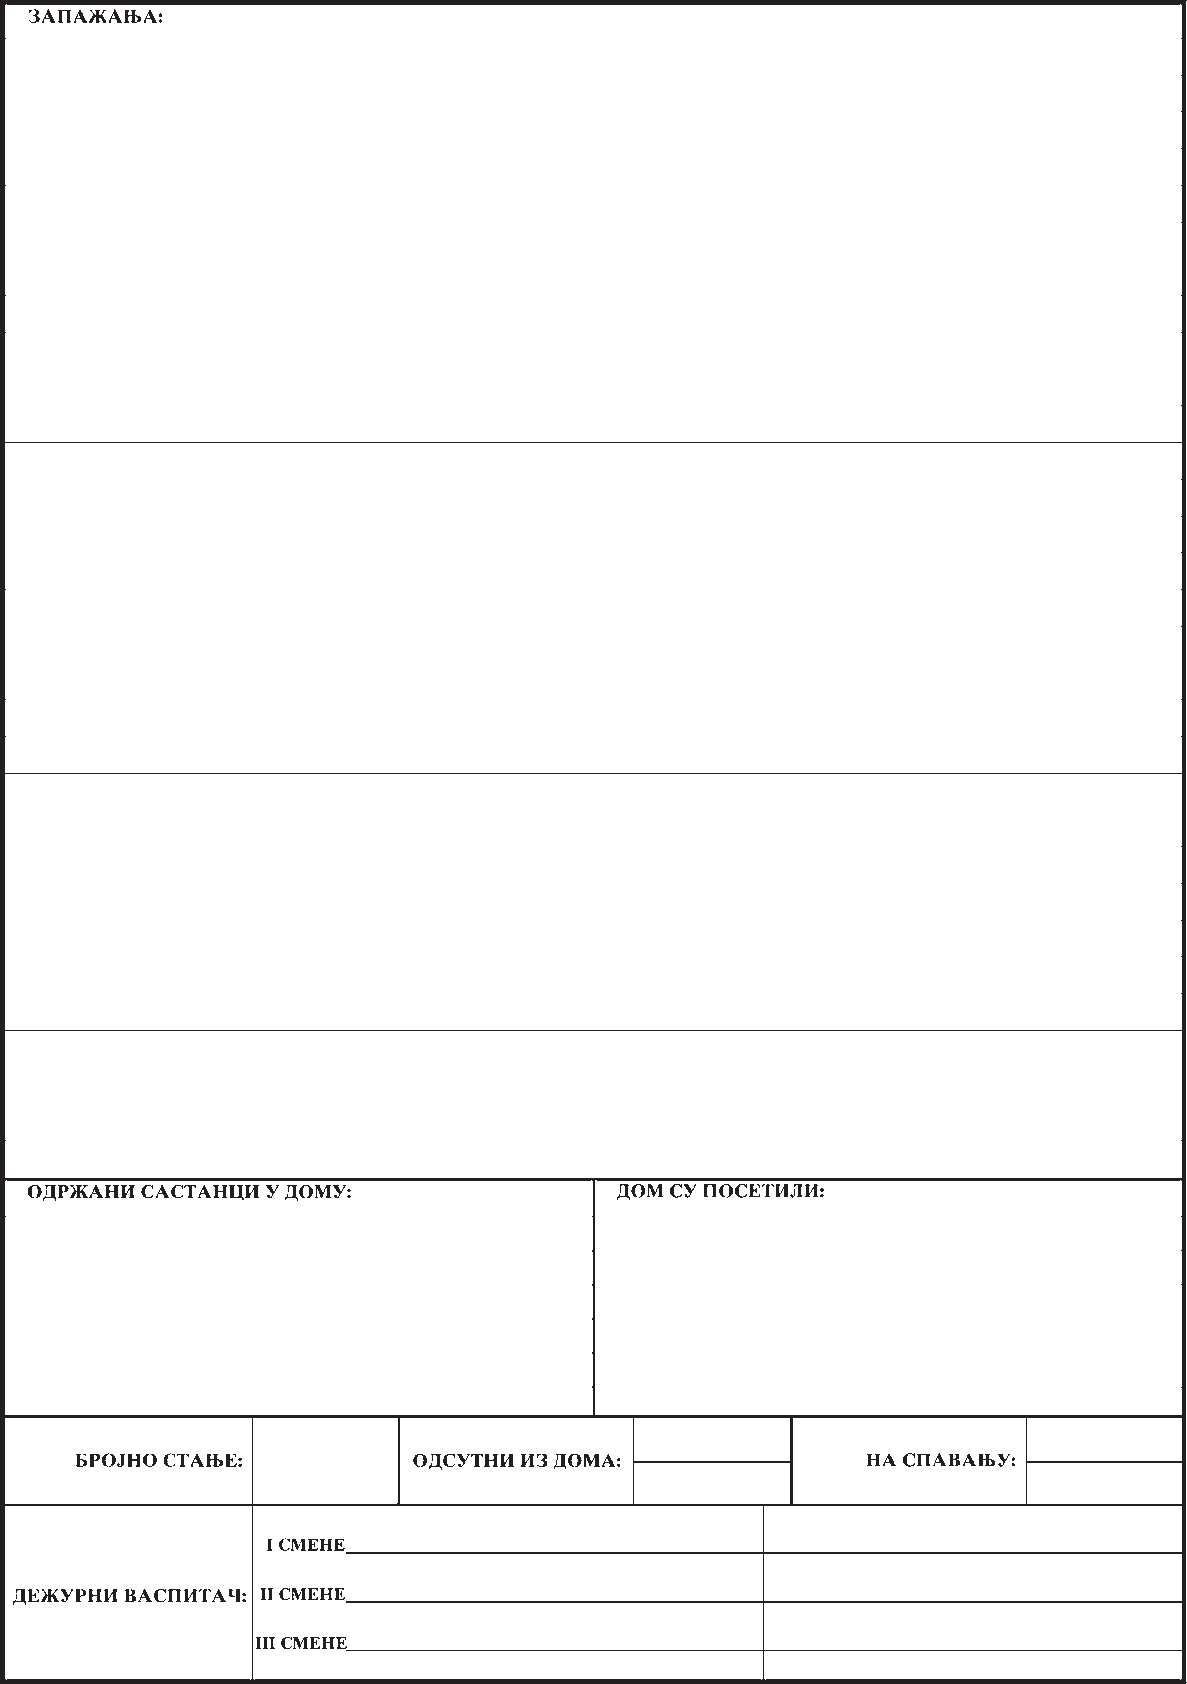 ЗАПАЖАЊА:
ОДРЖАНИ САСТАНЦИ У ДОМУ:
ДОМ СУ ПОСЕТИЛИ:
БРОЈНО СТАЊЕ:
ОДСУТНИ ИЗ ДОМА:
НА СПАВАЊУ:
ДЕЖУРНИ ВАСПИТАЧ:
I СМЕНЕ
II СМЕНЕ
III СМЕНЕ